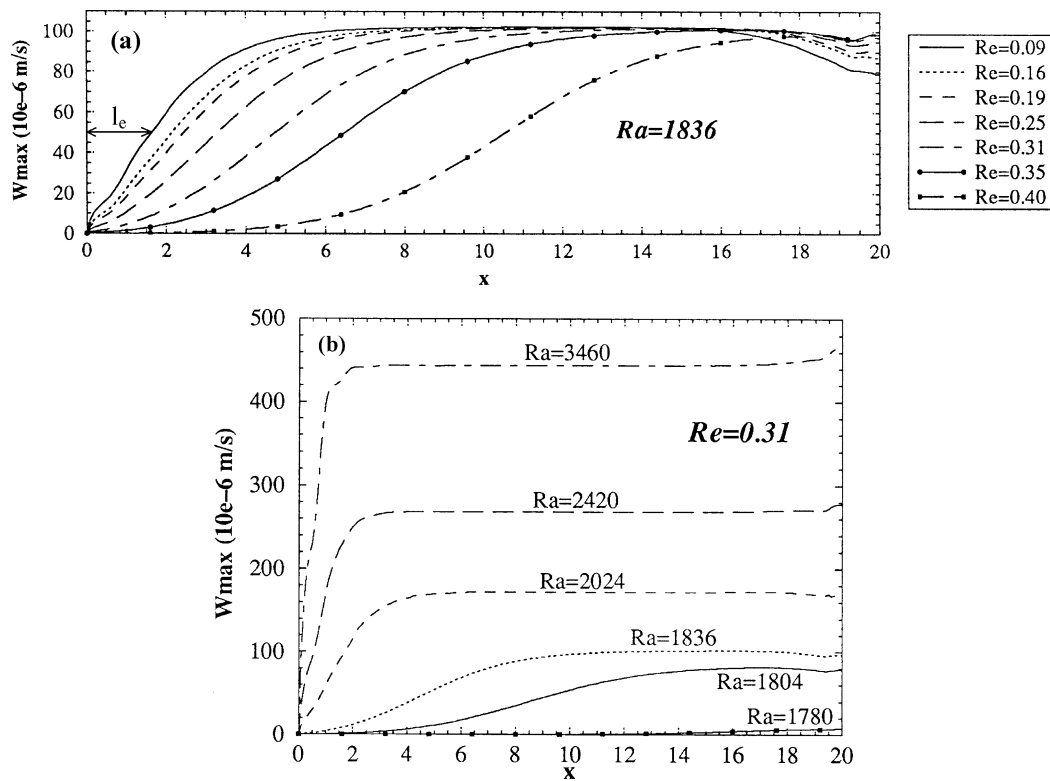 (a)
Wmax (10e-6 m/s)
100
80
60
40
20
0
l_e
Ra=1836
0 2 4 6 8 10 12 14 16 18 20
x
Re=0.09
Re=0.16
Re=0.19
Re=0.25
Re=0.31
Re=0.35
Re=0.40
(b)
Wmax (10e-6 m/s)
500
400
300
200
100
0
Ra=3460
Re=0.31
Ra=2420
Ra=2024
Ra=1836
Ra=1804
Ra=1780
0 2 4 6 8 10 12 14 16 18 20
x